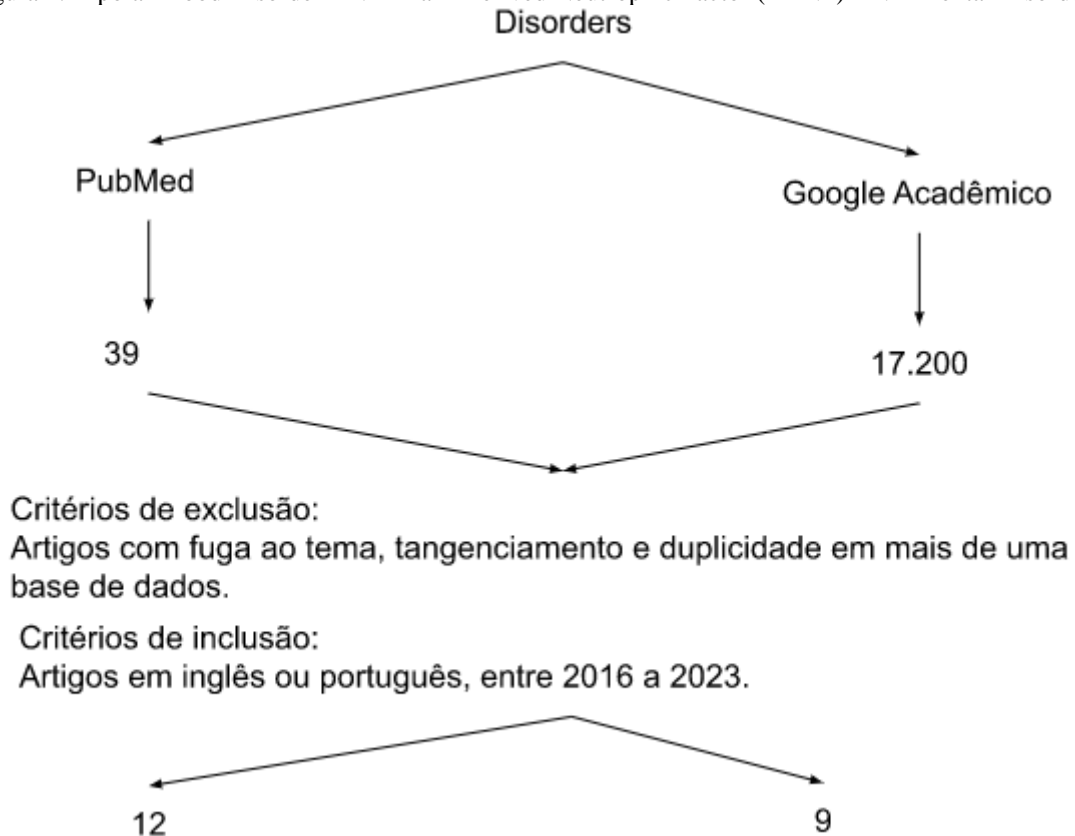 Disorders
PubMed
Google Acadêmico
39
17.200
Critérios de exclusão:
Artigos com fuga ao tema, tangenciamento e duplicidade em mais de uma
base de dados.
Critérios de inclusão:
Artigos em inglês ou português, entre 2016 a 2023.
12
9